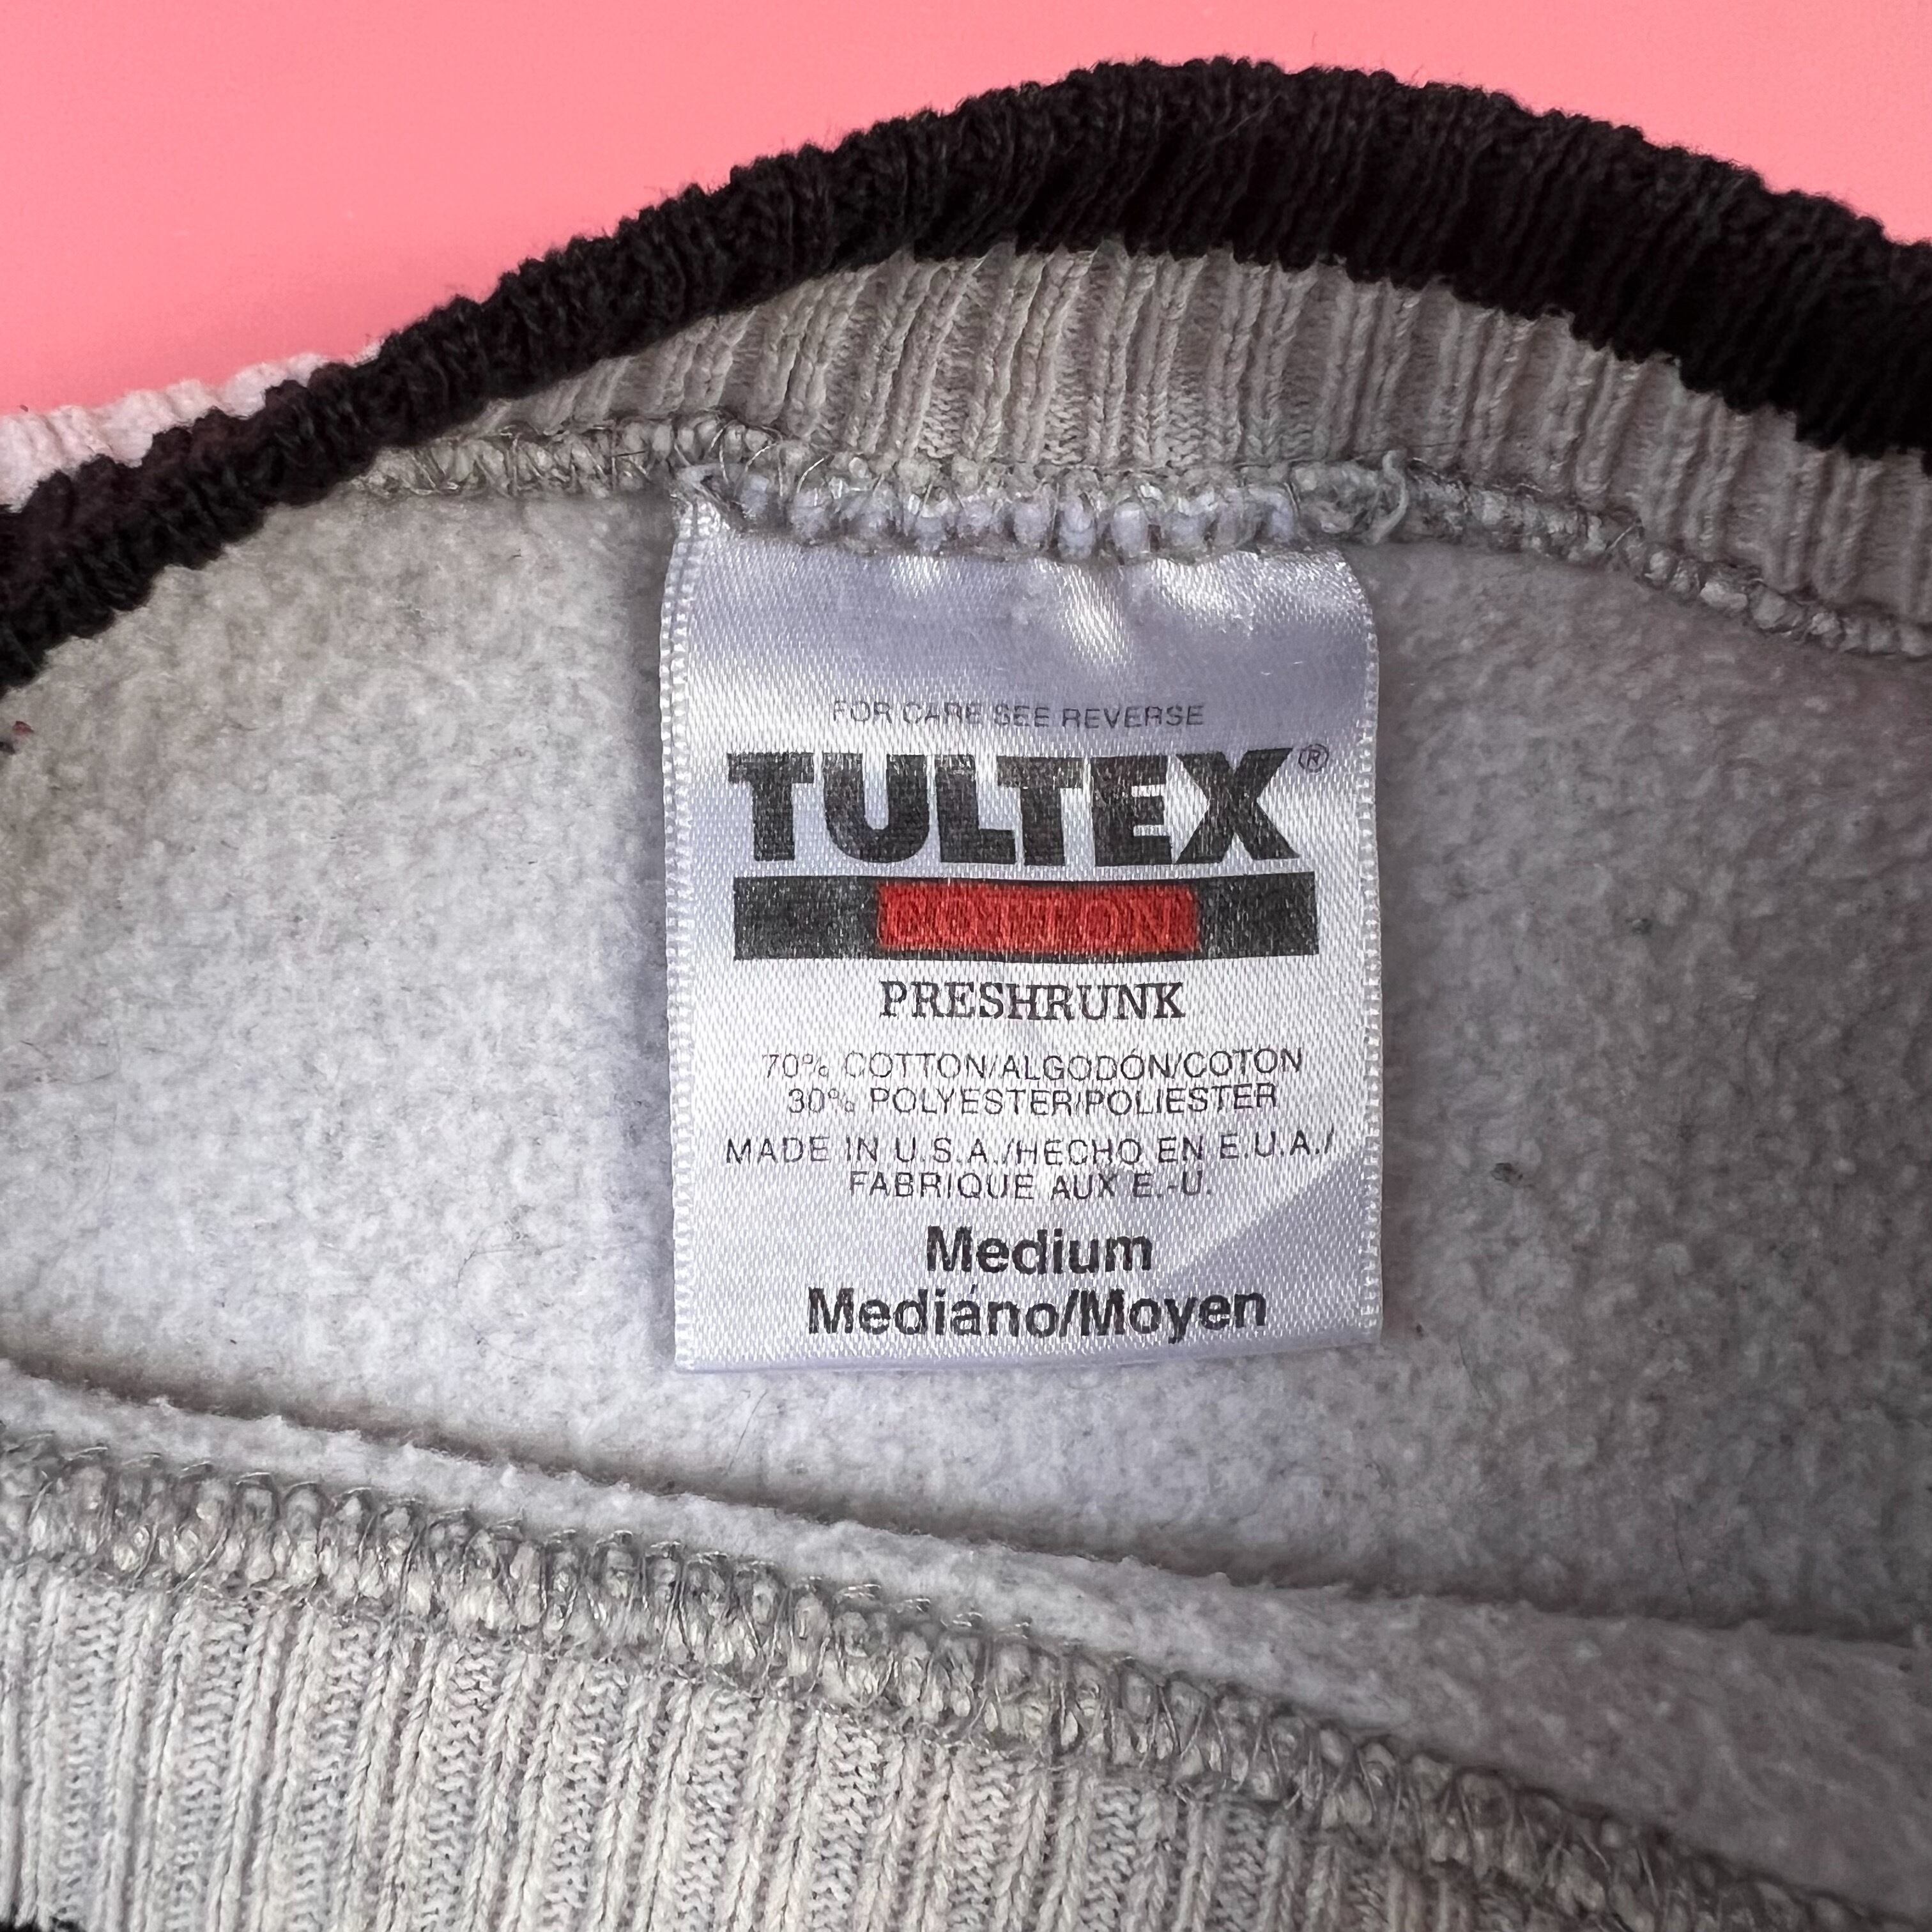 FOR CARE SEE REVERSE
TULTEX®
COTTON
PRESHRUNK
70% COTTON/ALGODÓN/COTON
30% POLYESTER/POLIESTER
MADE IN U.S.A./HECHO EN E.U.A./
FABRIQUE AUX E.-U.
Medium
Mediáno/Moyen